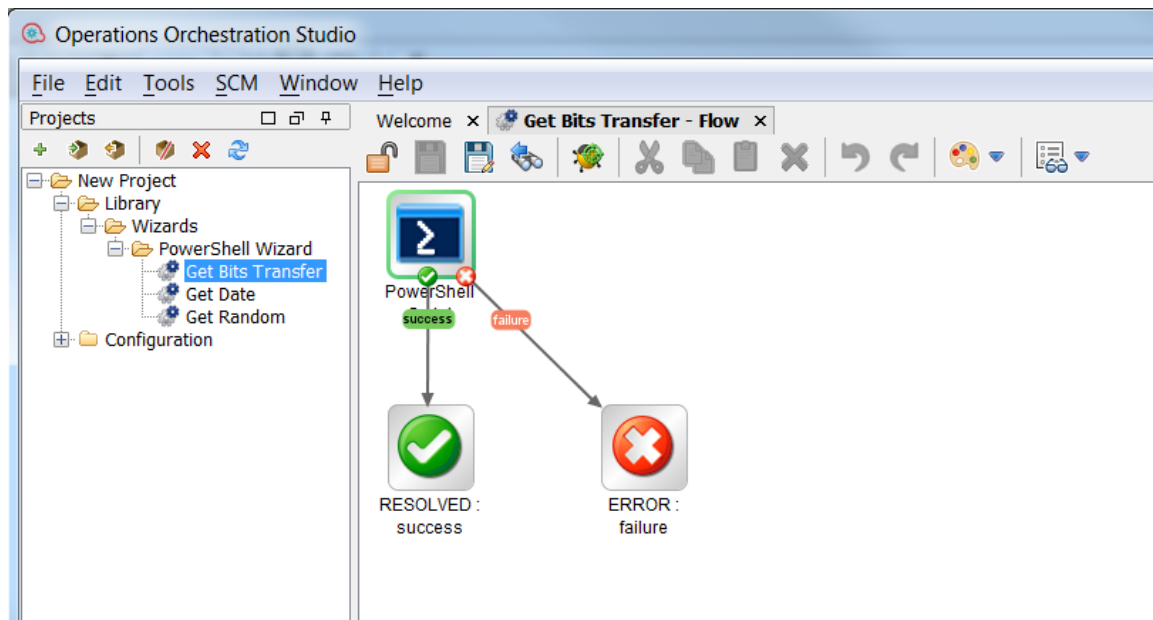 Operations Orchestration Studio
File Edit Tools SCM Window Help
Projects
Welcome Get Bits Transfer - Flow
New Project
Library
Wizards
PowerShell Wizard
Get Bits Transfer
Get Date
Get Random
Configuration
PowerShell
success failure
RESOLVED :
success
ERROR :
failure